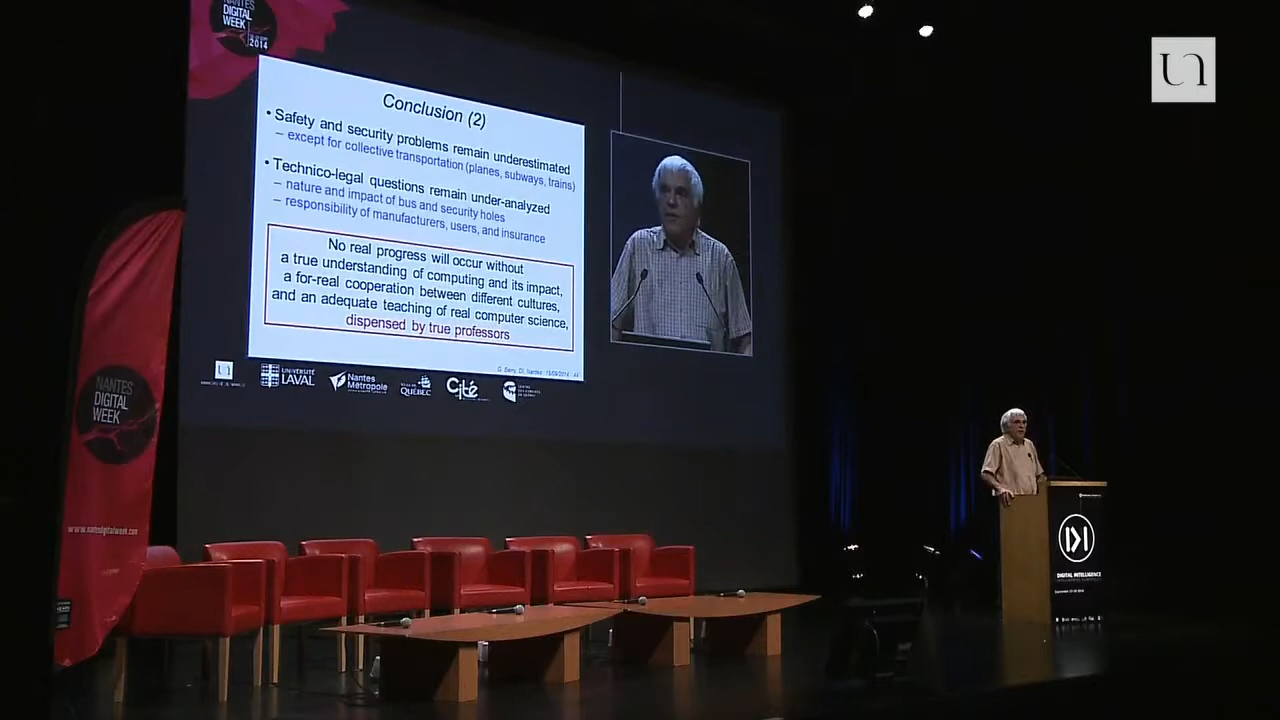 NANTES
DIGITAL
WEEK
2014
Conclusion (2)
• Safety and security problems remain underestimated
– except for collective transportation (planes, subways, trains)
• Technico-legal questions remain under-analyzed
– nature and impact of bus and security holes
– responsibility of manufacturers, users, and insurance
No real progress will occur without
a true understanding of computing and its impact,
a for-real cooperation between different cultures,
and an adequate teaching of real computer science,
dispensed by true professors
UNIVERSITÉ
LAVAL
Nantes
Métropole
VILLE DE
QUÉBEC
Cité
NANTES
DIGITAL
WEEK
www.nantesdigitalweek.com
DIGITAL INTELLIGENCE